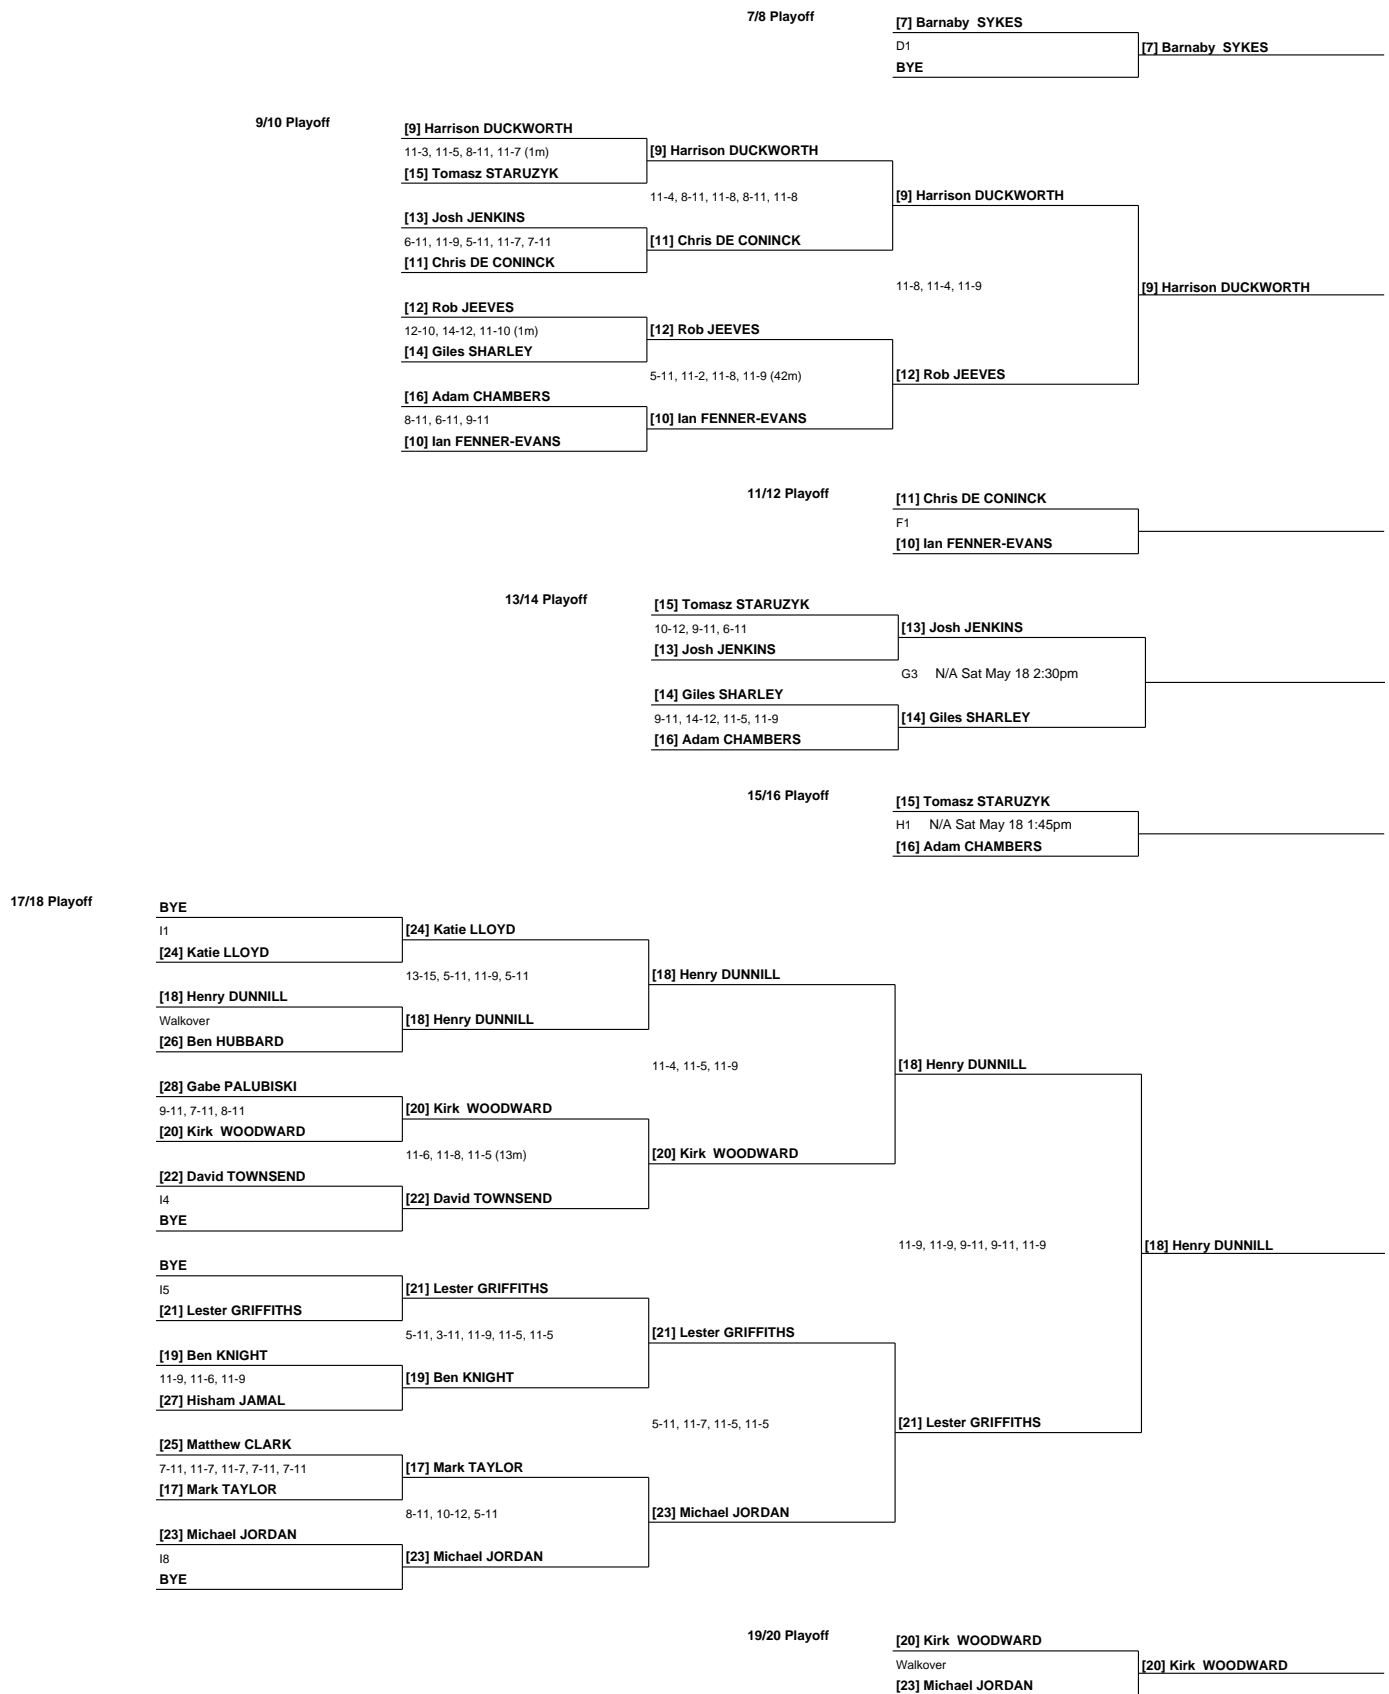 7/8 Playoff
[7] Barnaby  SYKES
D1
[7] Barnaby  SYKES
BYE
9/10 Playoff
[9] Harrison DUCKWORTH
11-3, 11-5, 8-11, 11-7 (1m)
[9] Harrison DUCKWORTH
[15] Tomasz STARUZYK
11-4, 8-11, 11-8, 8-11, 11-8
[9] Harrison DUCKWORTH
[13] Josh JENKINS
6-11, 11-9, 5-11, 11-7, 7-11
[11] Chris DE CONINCK
[11] Chris DE CONINCK
11-8, 11-4, 11-9
[9] Harrison DUCKWORTH
[12] Rob JEEVES
12-10, 14-12, 11-10 (1m)
[12] Rob JEEVES
[14] Giles SHARLEY
5-11, 11-2, 11-8, 11-9 (42m)
[12] Rob JEEVES
[16] Adam CHAMBERS
8-11, 6-11, 9-11
[10] Ian FENNER-EVANS
[10] Ian FENNER-EVANS
11/12 Playoff
[11] Chris DE CONINCK
F1
[10] Ian FENNER-EVANS
13/14 Playoff
[15] Tomasz STARUZYK
10-12, 9-11, 6-11
[13] Josh JENKINS
[13] Josh JENKINS
G3 N/A Sat May 18 2:30pm
[14] Giles SHARLEY
9-11, 14-12, 11-5, 11-9
[14] Giles SHARLEY
[16] Adam CHAMBERS
15/16 Playoff
[15] Tomasz STARUZYK
H1 N/A Sat May 18 1:45pm
[16] Adam CHAMBERS
17/18 Playoff
BYE
I1
[24] Katie LLOYD
[24] Katie LLOYD
13-15, 5-11, 11-9, 5-11
[18] Henry DUNNILL
[18] Henry DUNNILL
Walkover
[18] Henry DUNNILL
[26] Ben HUBBARD
11-4, 11-5, 11-9
[18] Henry DUNNILL
[28] Gabe PALUBISKI
9-11, 7-11, 8-11
[20] Kirk  WOODWARD
[20] Kirk  WOODWARD
11-6, 11-8, 11-5 (13m)
[20] Kirk  WOODWARD
[22] David TOWNSEND
I4
[22] David TOWNSEND
BYE
11-9, 11-9, 9-11, 9-11, 11-9
[18] Henry DUNNILL
BYE
I5
[21] Lester GRIFFITHS
[21] Lester GRIFFITHS
5-11, 3-11, 11-9, 11-5, 11-5
[21] Lester GRIFFITHS
[19] Ben KNIGHT
11-9, 11-6, 11-9
[19] Ben KNIGHT
[27] Hisham JAMAL
5-11, 11-7, 11-5, 11-5
[21] Lester GRIFFITHS
[25] Matthew CLARK
7-11, 11-7, 11-7, 7-11, 7-11
[17] Mark TAYLOR
[17] Mark TAYLOR
8-11, 10-12, 5-11
[23] Michael JORDAN
[23] Michael JORDAN
I8
[23] Michael JORDAN
BYE
19/20 Playoff
[20] Kirk  WOODWARD
Walkover
[20] Kirk  WOODWARD
[23] Michael JORDAN